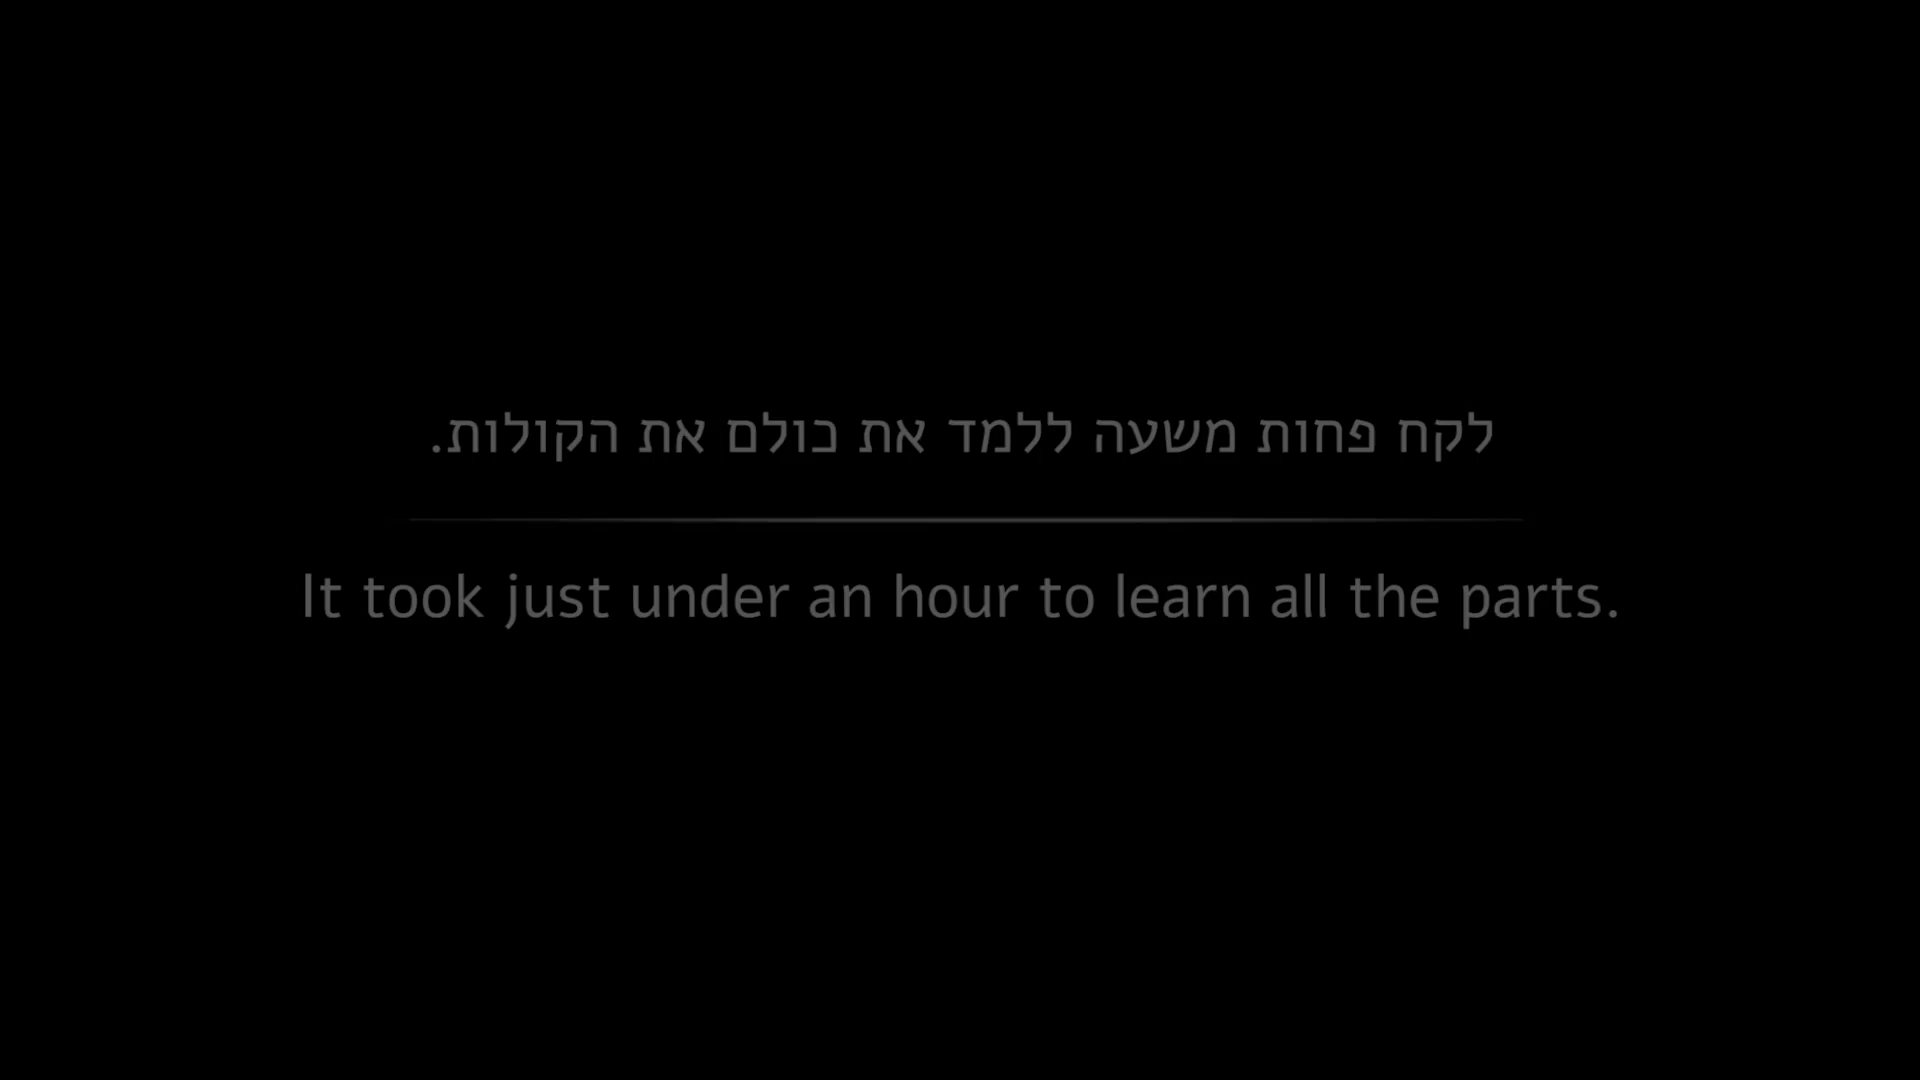 לקח פחות משעה ללמד את כולם את הקולות.
It took just under an hour to learn all the parts.